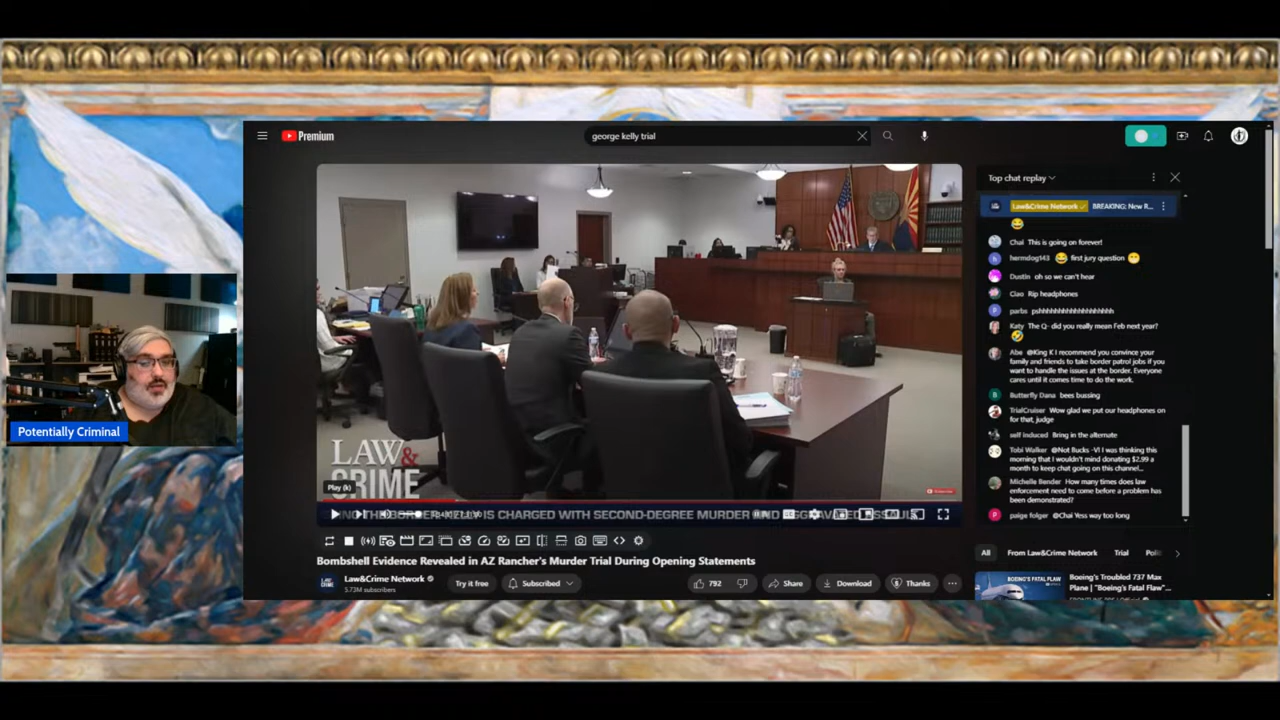 Premium
george kelly trial
Top chat replay
Law&Crime Network
BREAKING: New R...
Chai This is going on forever!
hermdog143 first jury question
Dustin oh so we can't hear
Ciao Rip headphones
parbs
Katy The Q- did you really mean Feb next year?
Abe @King K I recommend you convince your
family and friends to take border patrol jobs if you
want to handle the issues at the border. Everyone
cares until it comes time to do the work.
Butterfly Dana bees bussing
TrialCruiser Wow glad we put our headphones on
for that, judge
self induced Bring in the alternate
Tobi Walker @Not Bucks -VI I was thinking this
morning that I wouldn't mind donating $2.99 a
month to keep chat going on this channel...
Michelle Bender How many times does law
enforcement need to come before a problem has
been demonstrated?
paige folger @Chai Yess way too long
Potentially Criminal
LAW&
CRIME
Play (k)
IS CHARGED WITH SECOND-DEGREE MURDER
All
From Law&Crime Network
Trial
Bombshell Evidence Revealed in AZ Rancher's Murder Trial During Opening Statements
Law&Crime Network
5.73M subscribers
Try it free
Subscribed
792
Share
Download
Thanks
BOEING'S FATAL FLAW
Boeing's Troubled 737 Max
Plane | "Boeing's Fatal Flaw"...